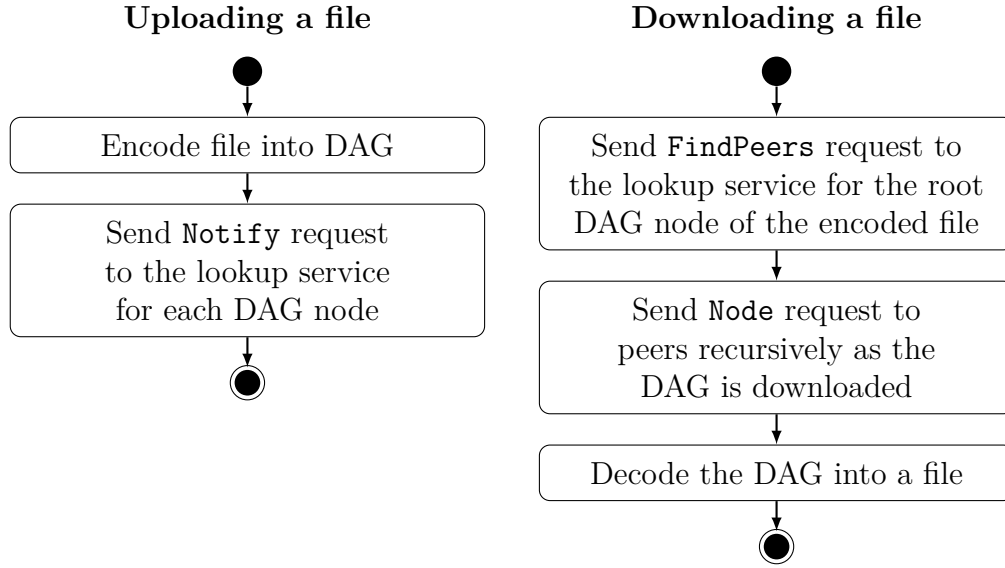 Uploading a file
Encode file into DAG
Send Notify request
to the lookup service
for each DAG node
Downloading a file
Send FindPeers request to
the lookup service for the root
DAG node of the encoded file
Send Node request to
peers recursively as the
DAG is downloaded
Decode the DAG into a file